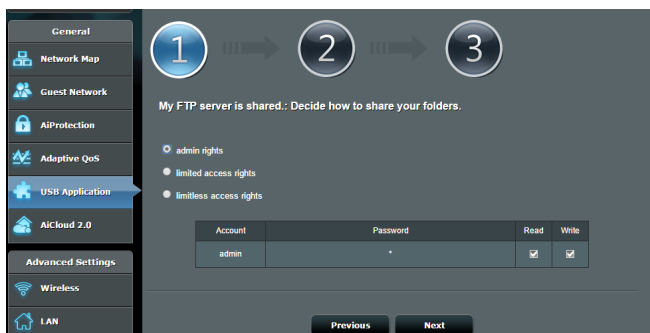 General
Network Map
Guest Network
AiProtection
Adaptive QoS
USB Application
AiCloud 2.0
Advanced Settings
Wireless
LAN
1 2 3
My FTP server is shared.: Decide how to share your folders.
admin rights
limited access rights
limitless access rights
Account Password Read Write
admin *
Previous Next